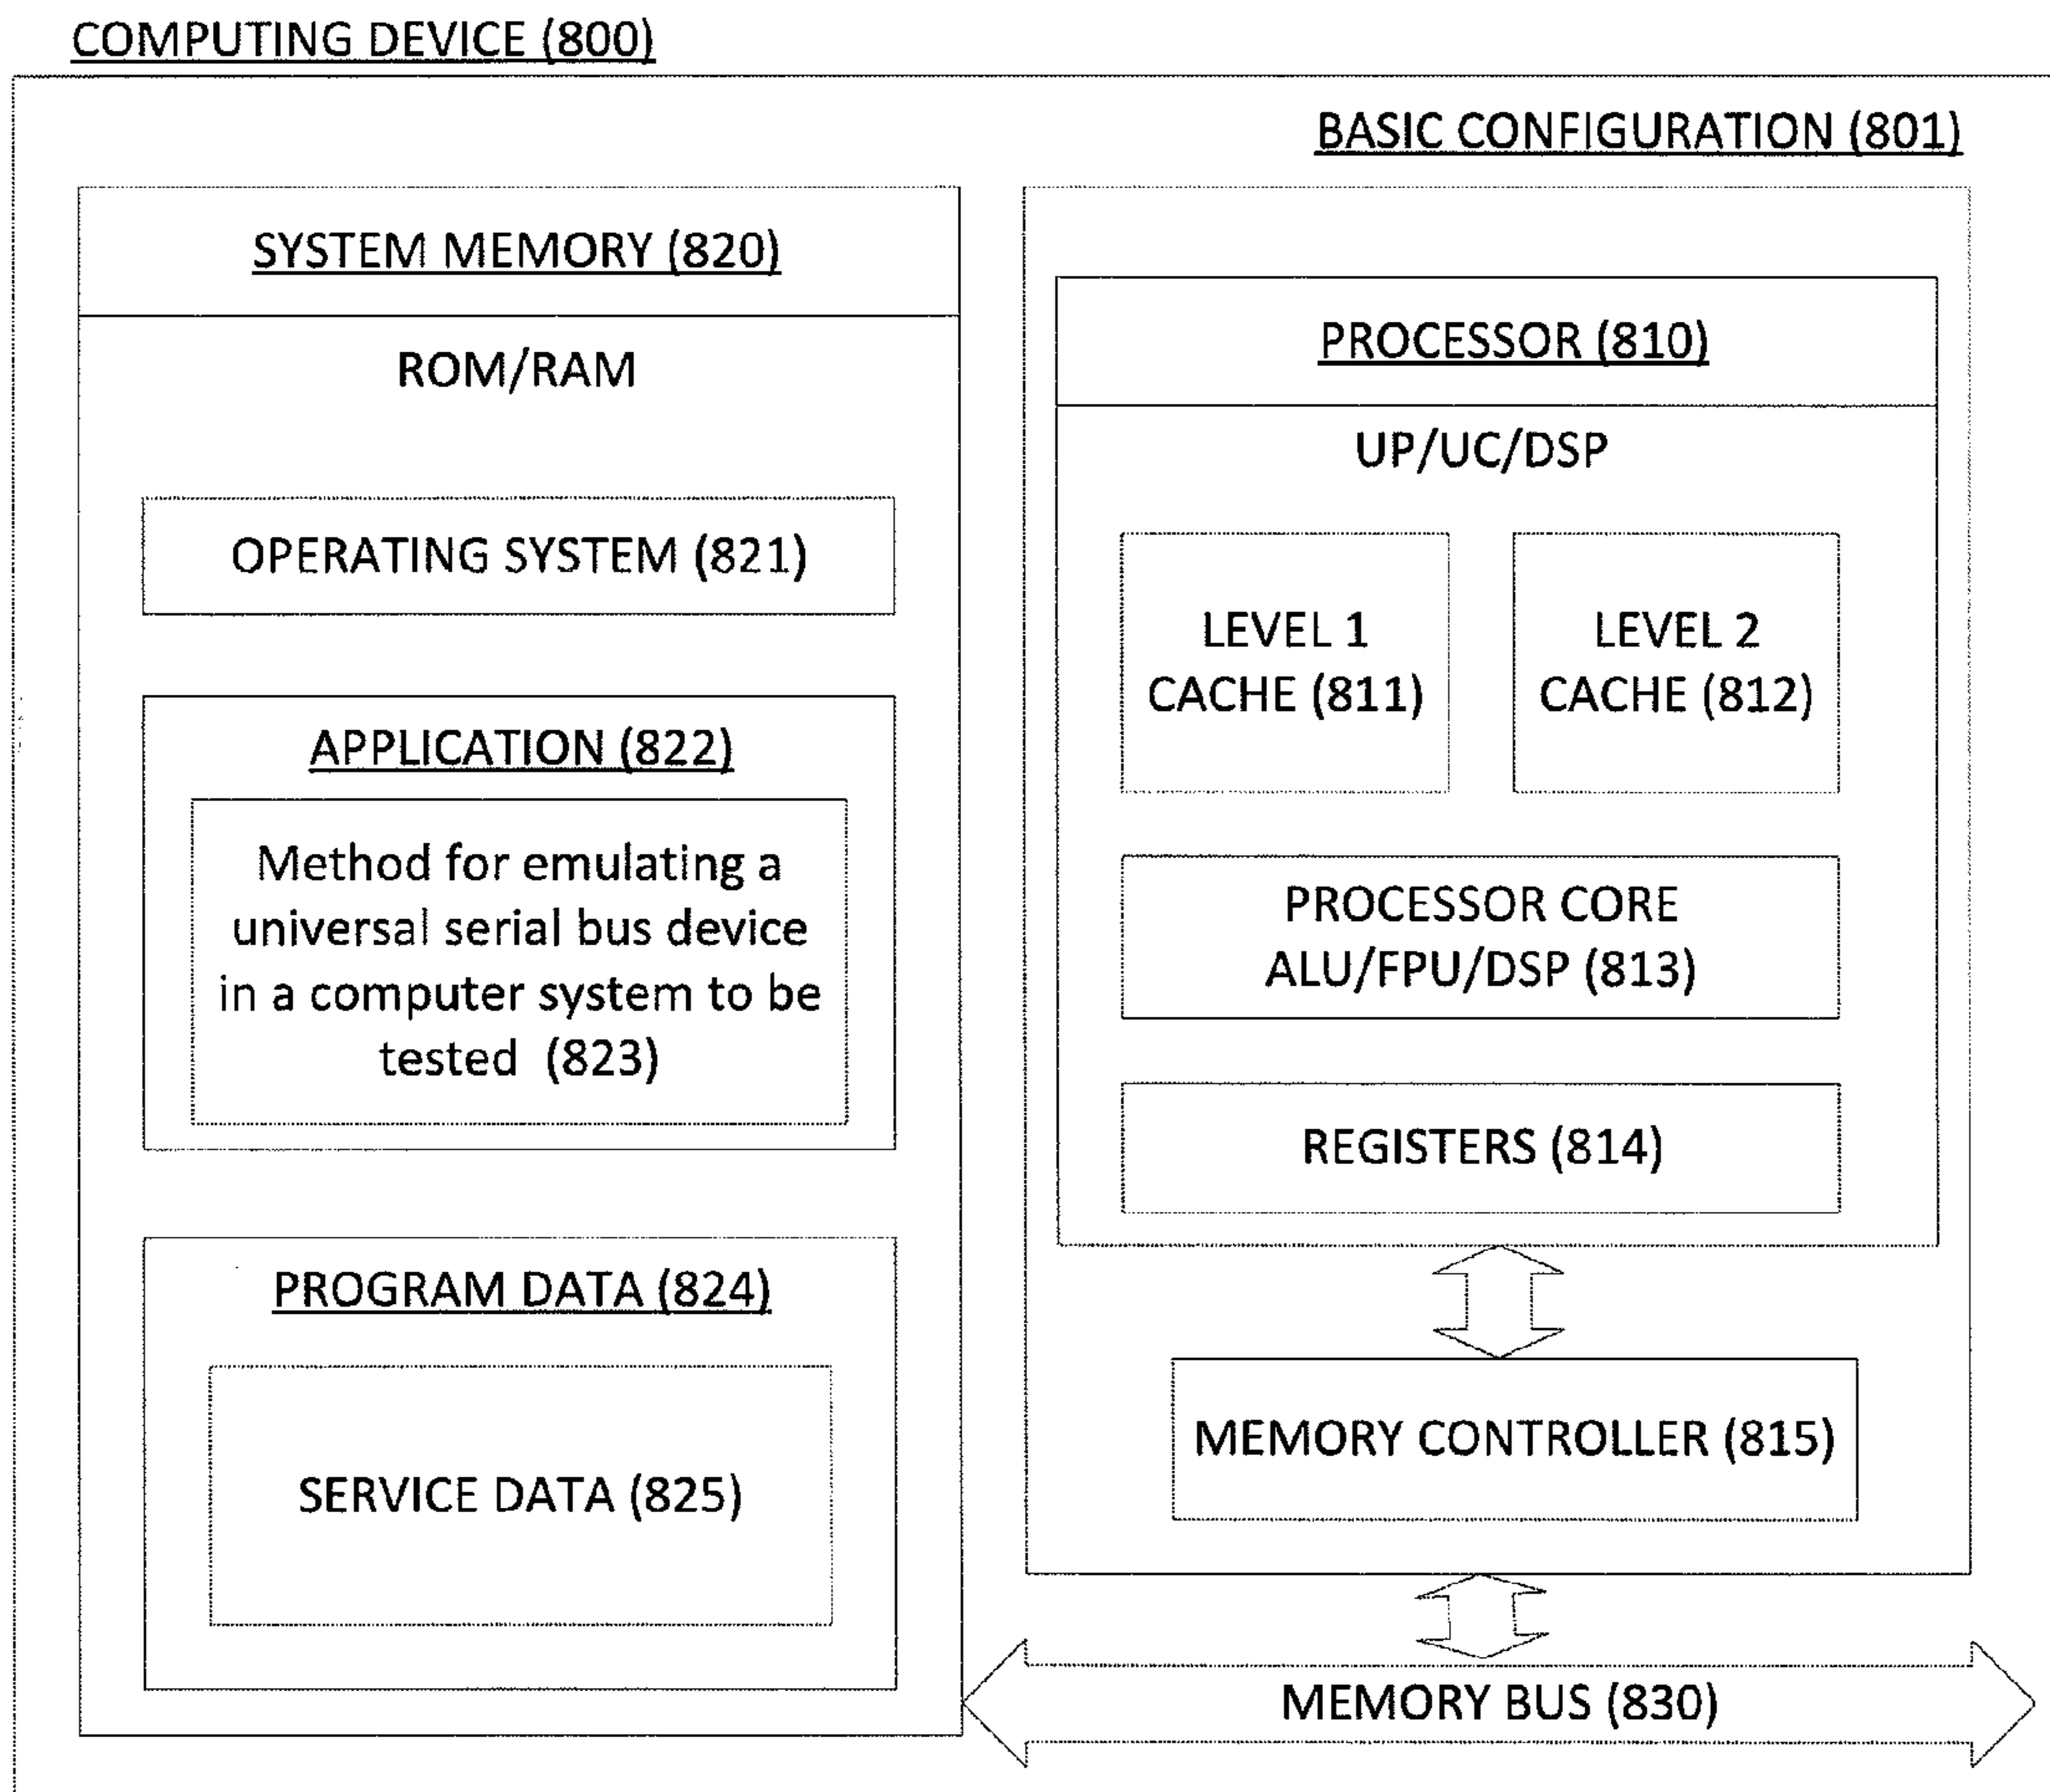 COMPUTING DEVICE (800)
BASIC CONFIGURATION (801)
SYSTEM MEMORY (820)
ROM/RAM
OPERATING SYSTEM (821)
APPLICATION (822)
Method for emulating a
universal serial bus device
in a computer system to be
tested (823)
PROGRAM DATA (824)
SERVICE DATA (825)
PROCESSOR (810)
UP/UC/DSP
LEVEL 1
CACHE (811)
LEVEL 2
CACHE (812)
PROCESSOR CORE
ALU/FPU/DSP (813)
REGISTERS (814)
MEMORY CONTROLLER (815)
MEMORY BUS (830)